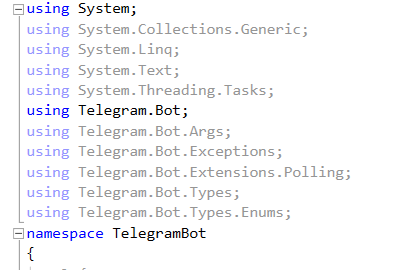 using System;
using System.Collections.Generic;
using System.Linq;
using System.Text;
using System.Threading.Tasks;
using Telegram.Bot;
using Telegram.Bot.Args;
using Telegram.Bot.Exceptions;
using Telegram.Bot.Extensions.Polling;
using Telegram.Bot.Types;
using Telegram.Bot.Types.Enums;
namespace TelegramBot
{